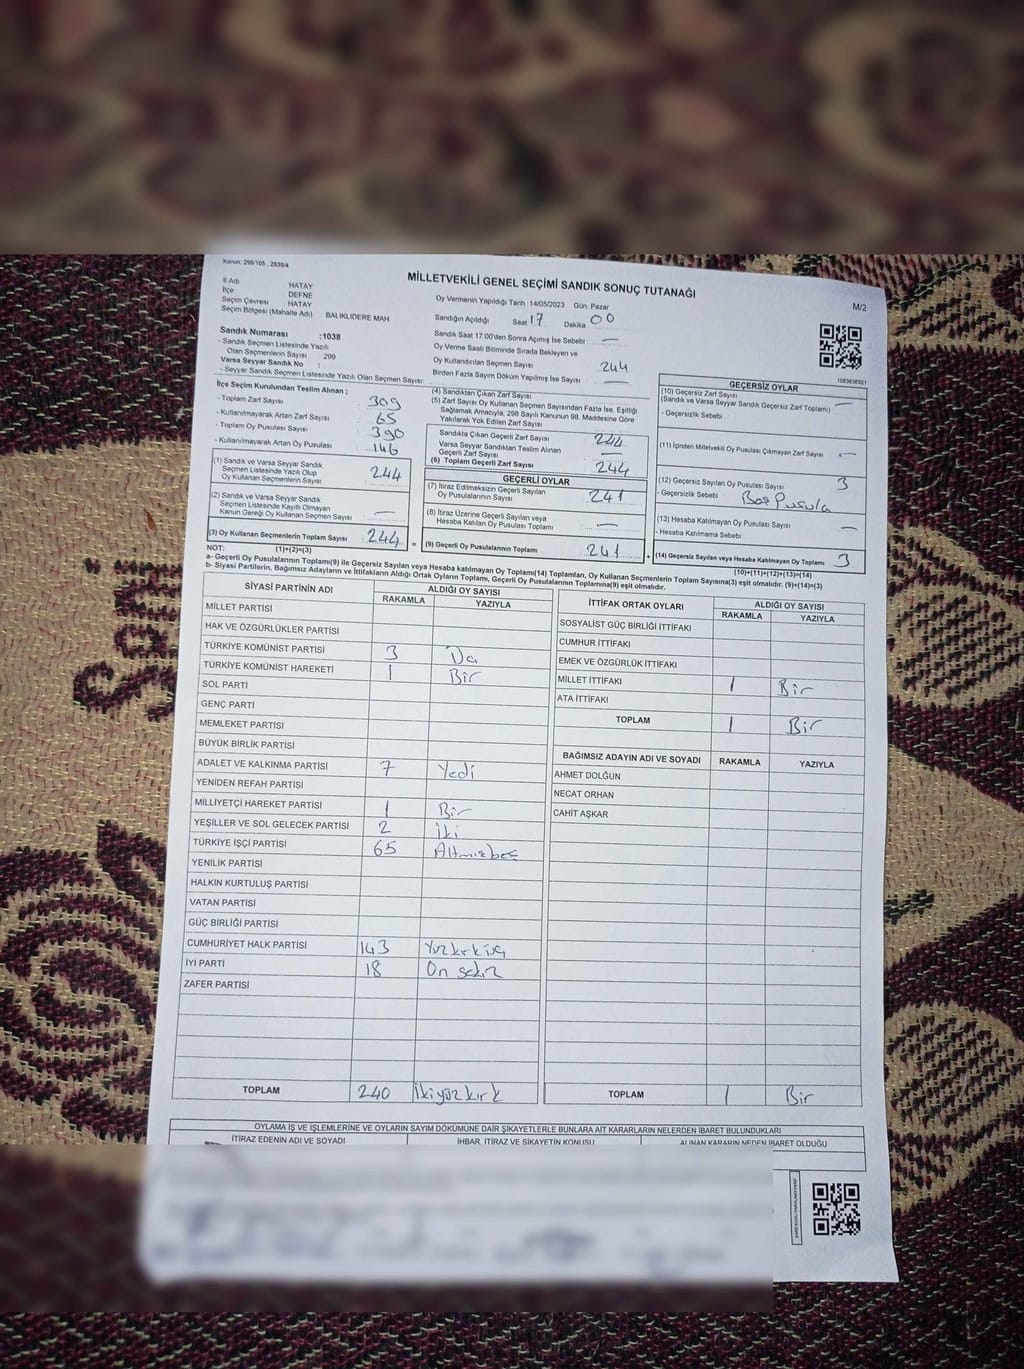 Kanun: 298/105 , 2839/4
MİLLETVEKİLİ GENEL SEÇİMİ SANDIK SONUÇ TUTANAĞI
M/2
İl Adı HATAY
İlçe DEFNE
Seçim Çevresi HATAY
Seçim Bölgesi (Mahalle Adı) : BALIKLIDERE MAH
Sandık Numarası :1038
- Sandık Seçmen Listesinde Yazılı
Olan Seçmenlerin Sayısı 299
Varsa Seyyar Sandık No :
- Seyyar Sandık Seçmen Listesinde Yazılı Olan Seçmen Sayısı:
Oy Vermenin Yapıldığı Tarih :14/05/2023 Gün: Pazar
Sandığın Açıldığı Saat 17 Dakika 00
Sandık Saat 17:00'den Sonra Açımış İse Sebebi : —
Oy Verme Saati Bitiminde Sırada Bekleyen ve
Oy Kullandırılan Seçmen Sayısı 244
Birden Fazla Sayım Döküm Yapılmış İse Sayısı —
1083836921
İlçe Seçim Kurulundan Teslim Alınan :
- Toplam Zarf Sayısı 309
- Kullanılmayarak Artan Zarf Sayısı 65
- Toplam Oy Pusulası Sayısı 390
- Kullanılmayarak Artan Oy Pusulası 146
(1) Sandık ve Varsa Seyyar Sandık
Seçmen Listesinde Yazılı Olup
Oy Kullanan Seçmenlerin Sayısı 244
(2) Sandık ve Varsa Seyyar Sandık
Seçmen Listesinde Kayıtlı Olmayan
Kanun Gereği Oy Kullanan Seçmen Sayısı —
(3) Oy Kullanan Seçmenlerin Toplam Sayısı 244 =
(1)+(2)=(3)
(4) Sandıktan Çıkan Zarf Sayısı
(5) Zarf Sayısı Oy Kullanan Seçmen Sayısından Fazla İse, Eşitliği
Sağlamak Amacıyla; 298 Sayılı Kanunun 98. Maddesine Göre
Yakılarak Yok Edilen Zarf Sayısı
Sandıkta Çıkan Geçerli Zarf Sayısı 244
Varsa Seyyar Sandıktan Teslim Alınan
Geçerli Zarf Sayısı —
(6) Toplam Geçerli Zarf Sayısı 244
GEÇERLİ OYLAR
(7) İtiraz Edilmeksizin Geçerli Sayılan
Oy Pusulalarının Sayısı 241
(8) İtiraz Üzerine Geçerli Sayılan veya
Hesaba Katılan Oy Pusulası Toplamı —
(9) Geçerli Oy Pusulalarının Toplamı 241 +
GEÇERSİZ OYLAR
(10) Geçersiz Zarf Sayısı
(Sandık ve Varsa Seyyar Sandık Geçersiz Zarf Toplamı) —
- Geçersizlik Sebebi
(11) İçinden Milletvekili Oy Pusulası Çıkmayan Zarf Sayısı —
(12) Geçersiz Sayılan Oy Pusulası Sayısı 3
- Geçersizlik Sebebi Boş Pusula
(13) Hesaba Katılmayan Oy Pusulası Sayısı —
- Hesaba Katılmama Sebebi
(14) Geçersiz Sayılan veya Hesaba Katılmayan Oy Toplamı 3
(10)+(11)+(12)+(13)=(14)
NOT:
a- Geçerli Oy Pusulalarının Toplamı(9) ile Geçersiz Sayılan veya Hesaba katılmayan Oy Toplam(14) Toplamları, Oy Kullanan Seçmenlerin Toplam Sayısına(3) eşit olmalıdır. (9)+(14)=(3)
b- Siyasi Partilerin, Bağımsız Adayların ve İttifakların Aldığı Ortak Oyların Toplamı, Geçerli Oy Pusulalarının Toplamına(9) eşit olmalıdır.
SİYASİ PARTİNİN ADI ALDIĞI OY SAYISI
RAKAMLA YAZIYLA
MİLLET PARTİSİ
HAK VE ÖZGÜRLÜKLER PARTİSİ
TÜRKİYE KOMÜNİST PARTİSİ 3
TÜRKİYE KOMÜNİST HAREKETİ 1 Bir
SOL PARTİ
GENÇ PARTİ
MEMLEKET PARTİSİ
BÜYÜK BİRLİK PARTİSİ
ADALET VE KALKINMA PARTİSİ 7 Yedi
YENİDEN REFAH PARTİSİ
MİLLİYETÇİ HAREKET PARTİSİ 1 Bir
YEŞİLLER VE SOL GELECEK PARTİSİ 2 iki
TÜRKİYE İŞÇİ PARTİSİ 65 Altmışbeş
YENİLİK PARTİSİ
HALKIN KURTULUŞ PARTİSİ
VATAN PARTİSİ
GÜÇ BİRLİĞİ PARTİSİ
CUMHURİYET HALK PARTİSİ 143 Yüzkırküç
İYİ PARTİ 18 On sekiz
ZAFER PARTİSİ
TOPLAM 240 İkiyüzkırk
İTTİFAK ORTAK OYLARI ALDIĞI OY SAYISI
RAKAMLA YAZIYLA
SOSYALİST GÜÇ BİRLİĞİ İTTİFAKI
CUMHUR İTTİFAKI
EMEK VE ÖZGÜRLÜK İTTİFAKI
MİLLET İTTİFAKI 1 Bir
ATA İTTİFAKI
TOPLAM 1 Bir
BAĞIMSIZ ADAYIN ADI VE SOYADI RAKAMLA YAZIYLA
AHMET DOLĞUN
NECAT ORHAN
CAHİT AŞKAR
TOPLAM 1 Bir
OYLAMA İŞ VE İŞLEMLERİNE VE OYLARIN SAYIM DÖKÜMÜNE DAİR ŞİKAYETLERLE BUNLARA AİT KARARLARIN NELERDEN İBARET BULUNDUKLARI
İTİRAZ EDENİN ADI VE SOYADI İHBAR, İTİRAZ VE ŞİKAYETİN KONUSU ALINAN KARARIN NEDEN İBARET OLDUĞU